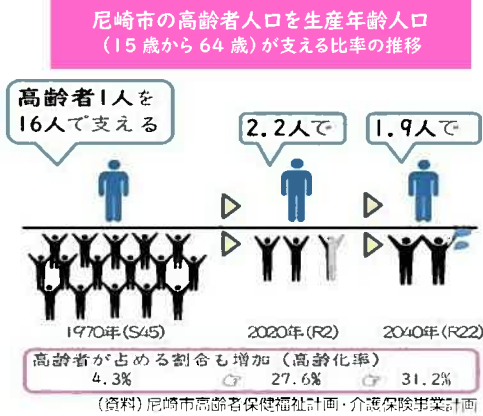 尼崎市の高齢者人口を生産年齢人口
（15歳から64歳）が支える比率の推移
高齢者1人を
16人で支える
2.2人で
1.9人で
1970年(S45)
2020年(R2)
2040年(R22)
高齢者が占める割合も増加（高齢化率）
4.3% ☞ 27.6% ☞ 31.2%
（資料）尼崎市高齢者保健福祉計画・介護保険事業計画